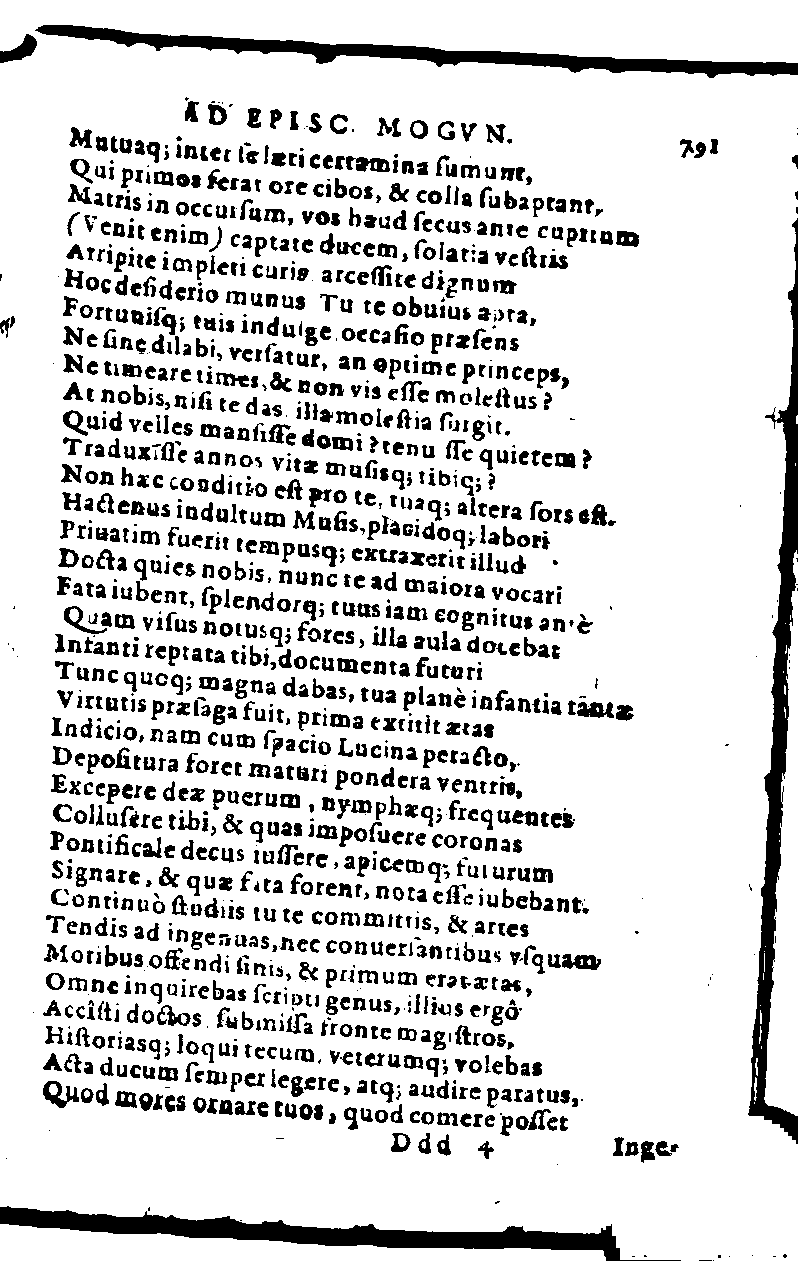 AD EPISC. MOGVN. 791
Mutuaq; inter ſe læti certamina ſumunt,
Qui primos ferat ore cibos, & colla ſubaptant,
Matris in occurſum, vos haud ſecus ante cupitum
(Venit enim) captate ducem, ſolatia veſtris
Arripite impleti curis arceſſite dignum
Hoc deſiderio munus Tu te obuius apta,
Fortuniſq; tuis indulge occaſio præſens
Ne ſine dilabi, verſatur, an optime princeps,
Ne timeare times, & non vis eſſe moleſtus?
At nobis, niſi te das illa moleſtia ſurgit.
Quid velles manſiſſe domi? tenu ſſe quietem?
Traduxiſſe annos vitæ muſisq; tibiq;?
Non hæc conditio eſt pro te, tuaq; altera ſors eſt.
Hactenus indultum Muſis, placidoq; labori
Priuatim fuerit tempusq; extraxerit illud
Docta quies nobis, nunc te ad maiora vocari
Fata iubent, ſplendorq; tuus iam cognitus an è
Quam viſus notusq; fores, illa aula docebat
Infanti reptata tibi, documenta futuri
Tunc quoq; magna dabas, tua planè infantia tantæ
Virtutis præſaga fuit, prima extitit ætas
Indicio, nam cum ſpacio Lucina peracto,
Depoſitura foret maturi pondera ventris,
Excepere deæ puerum, nymphæq; frequentes
Colluſère tibi, & quas impoſuere coronas
Pontificale decus iuſſere, apicemq; futurum
Signare, & quæ fata forent, nota eſſe iubebant.
Continuò ſtudiis tu te committis, & artes
Tendis ad ingenuas, nec conuerſantibus vſquam
Moribus offendi ſinis, & primum erat ætas,
Omne inquirebas ſcripti genus, illius ergô
Accîſti doctos ſubmiſſa fronte magiſtros,
Hiſtoriasq; loqui tecum, veterumq; volebas
Acta ducum ſemper legere, atq; audire paratus,
Quod mores ornare tuos, quod comere poſſet
Ddd 4 Inge-